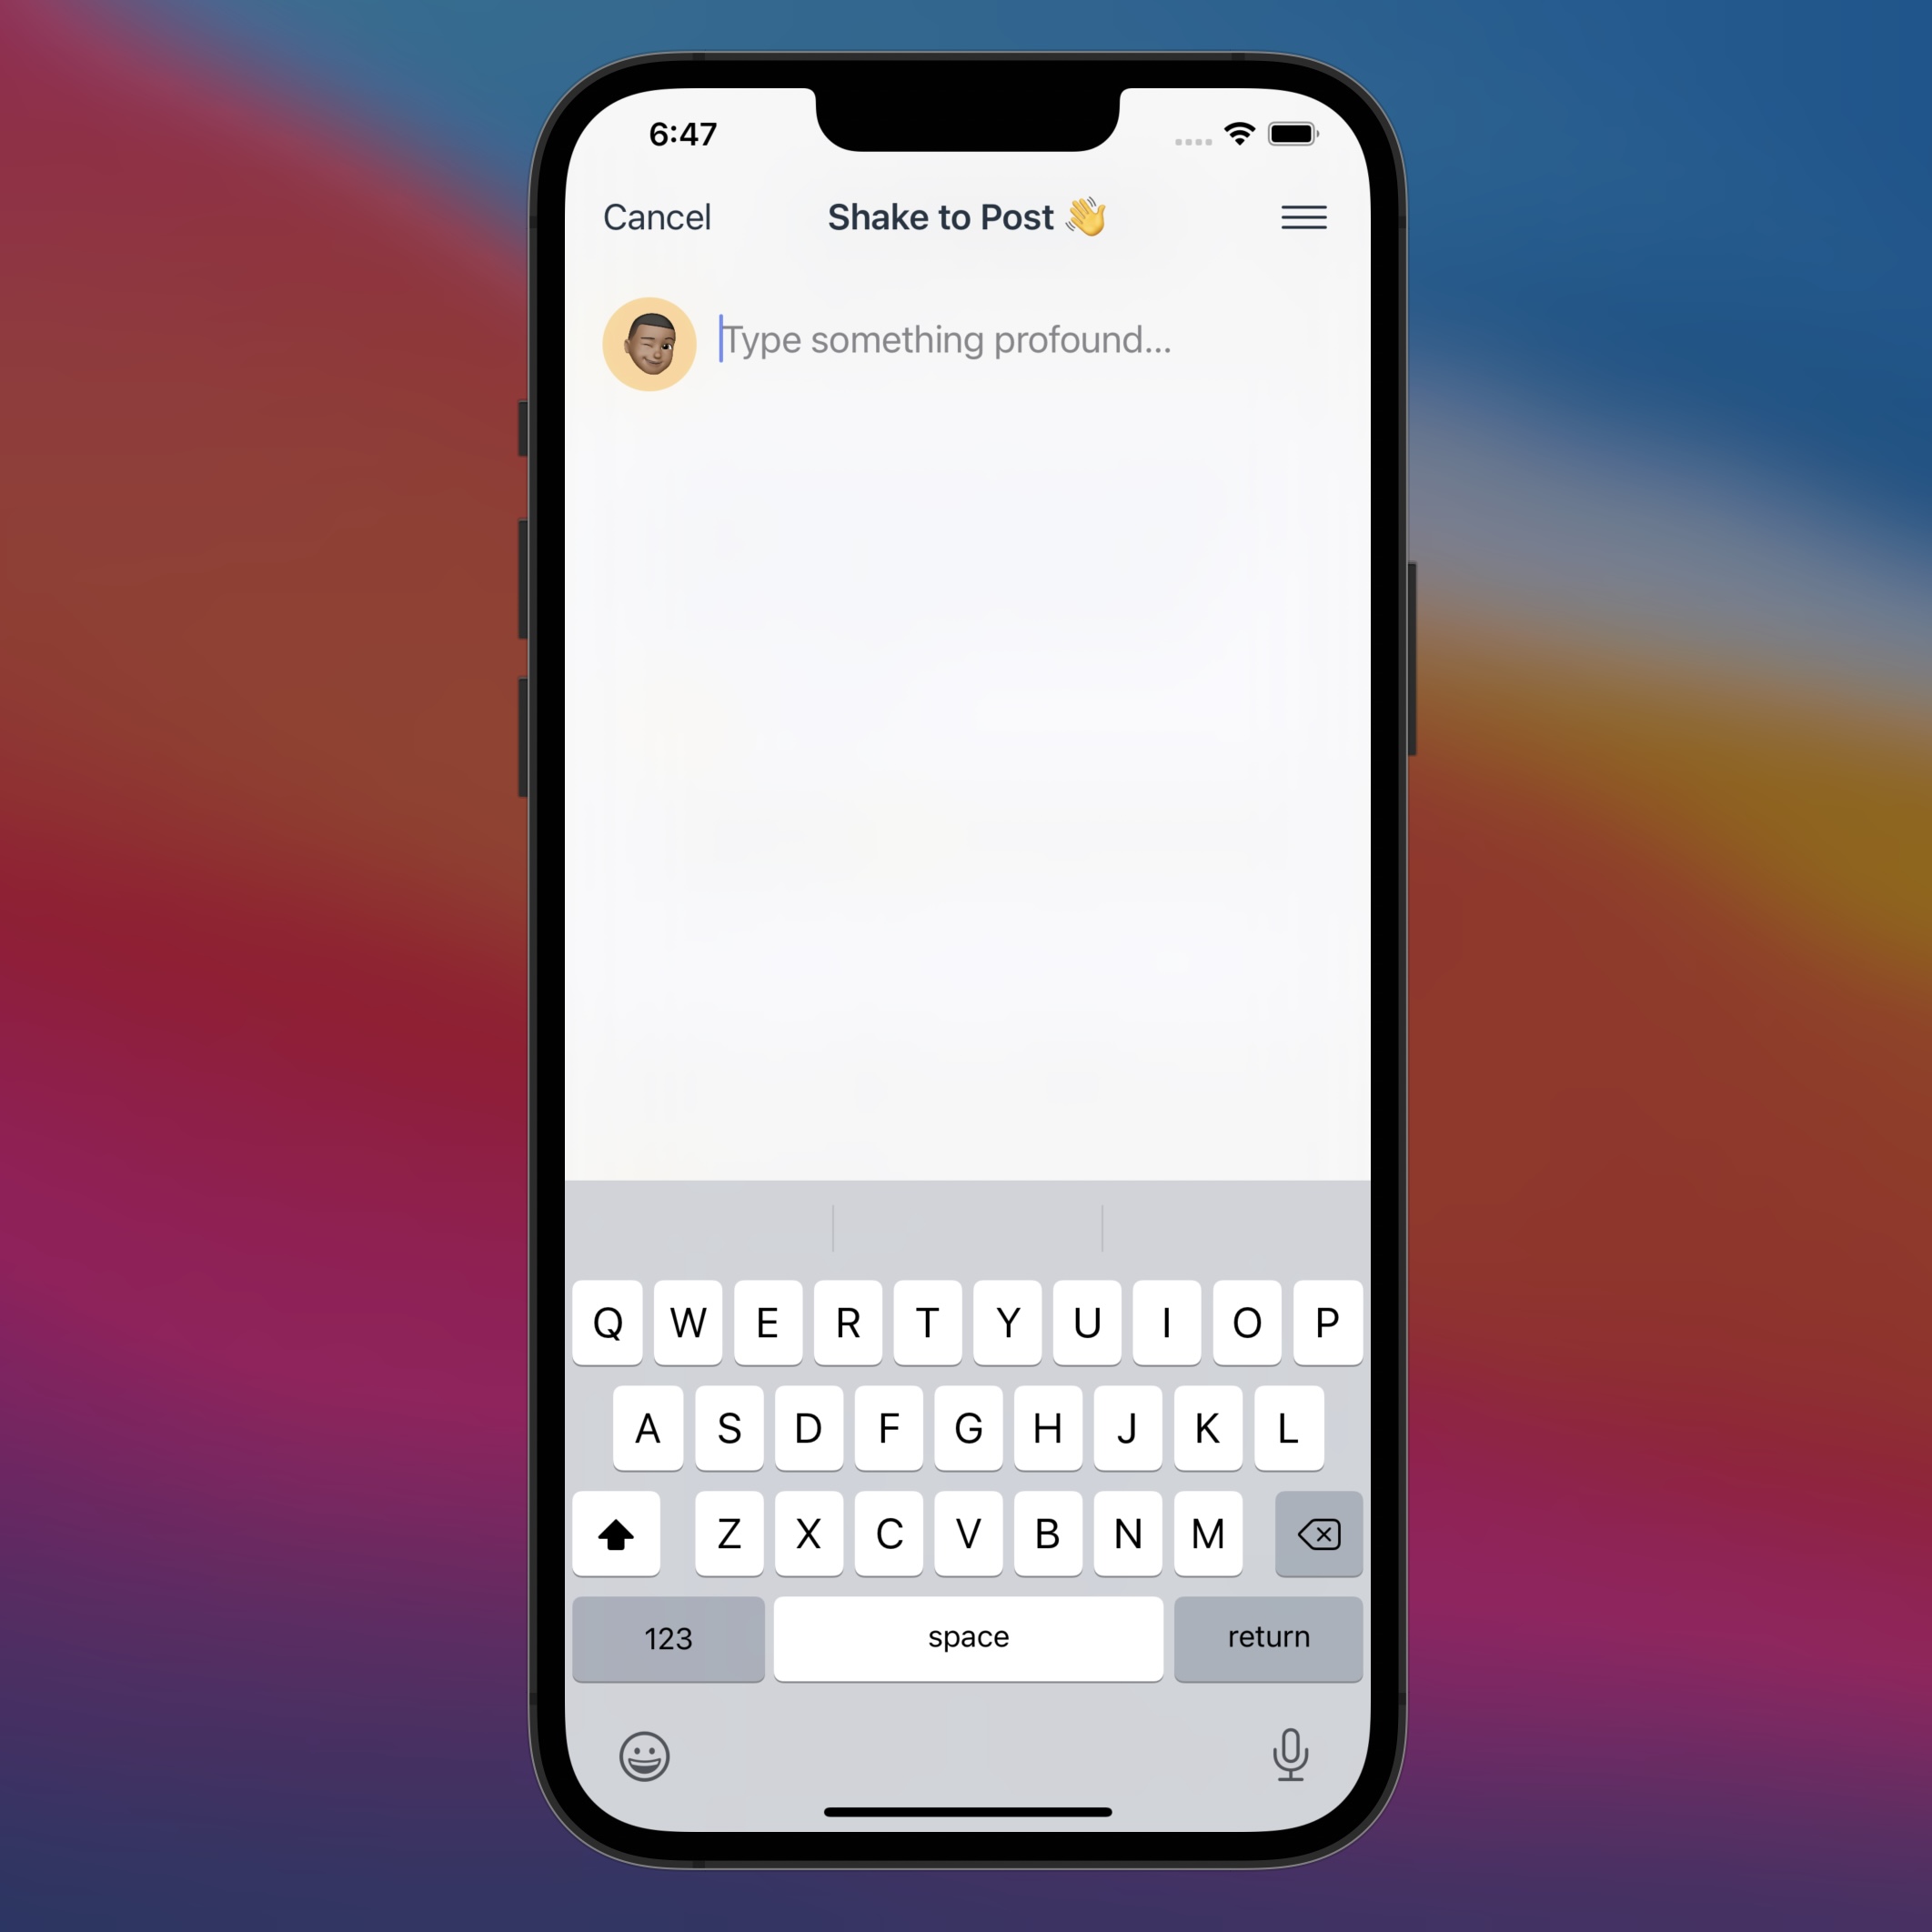 6:47
Cancel Shake to Post 👋
Type something profound...
Q W E R T Y U I O P
A S D F G H J K L
Z X C V B N M
123 space return